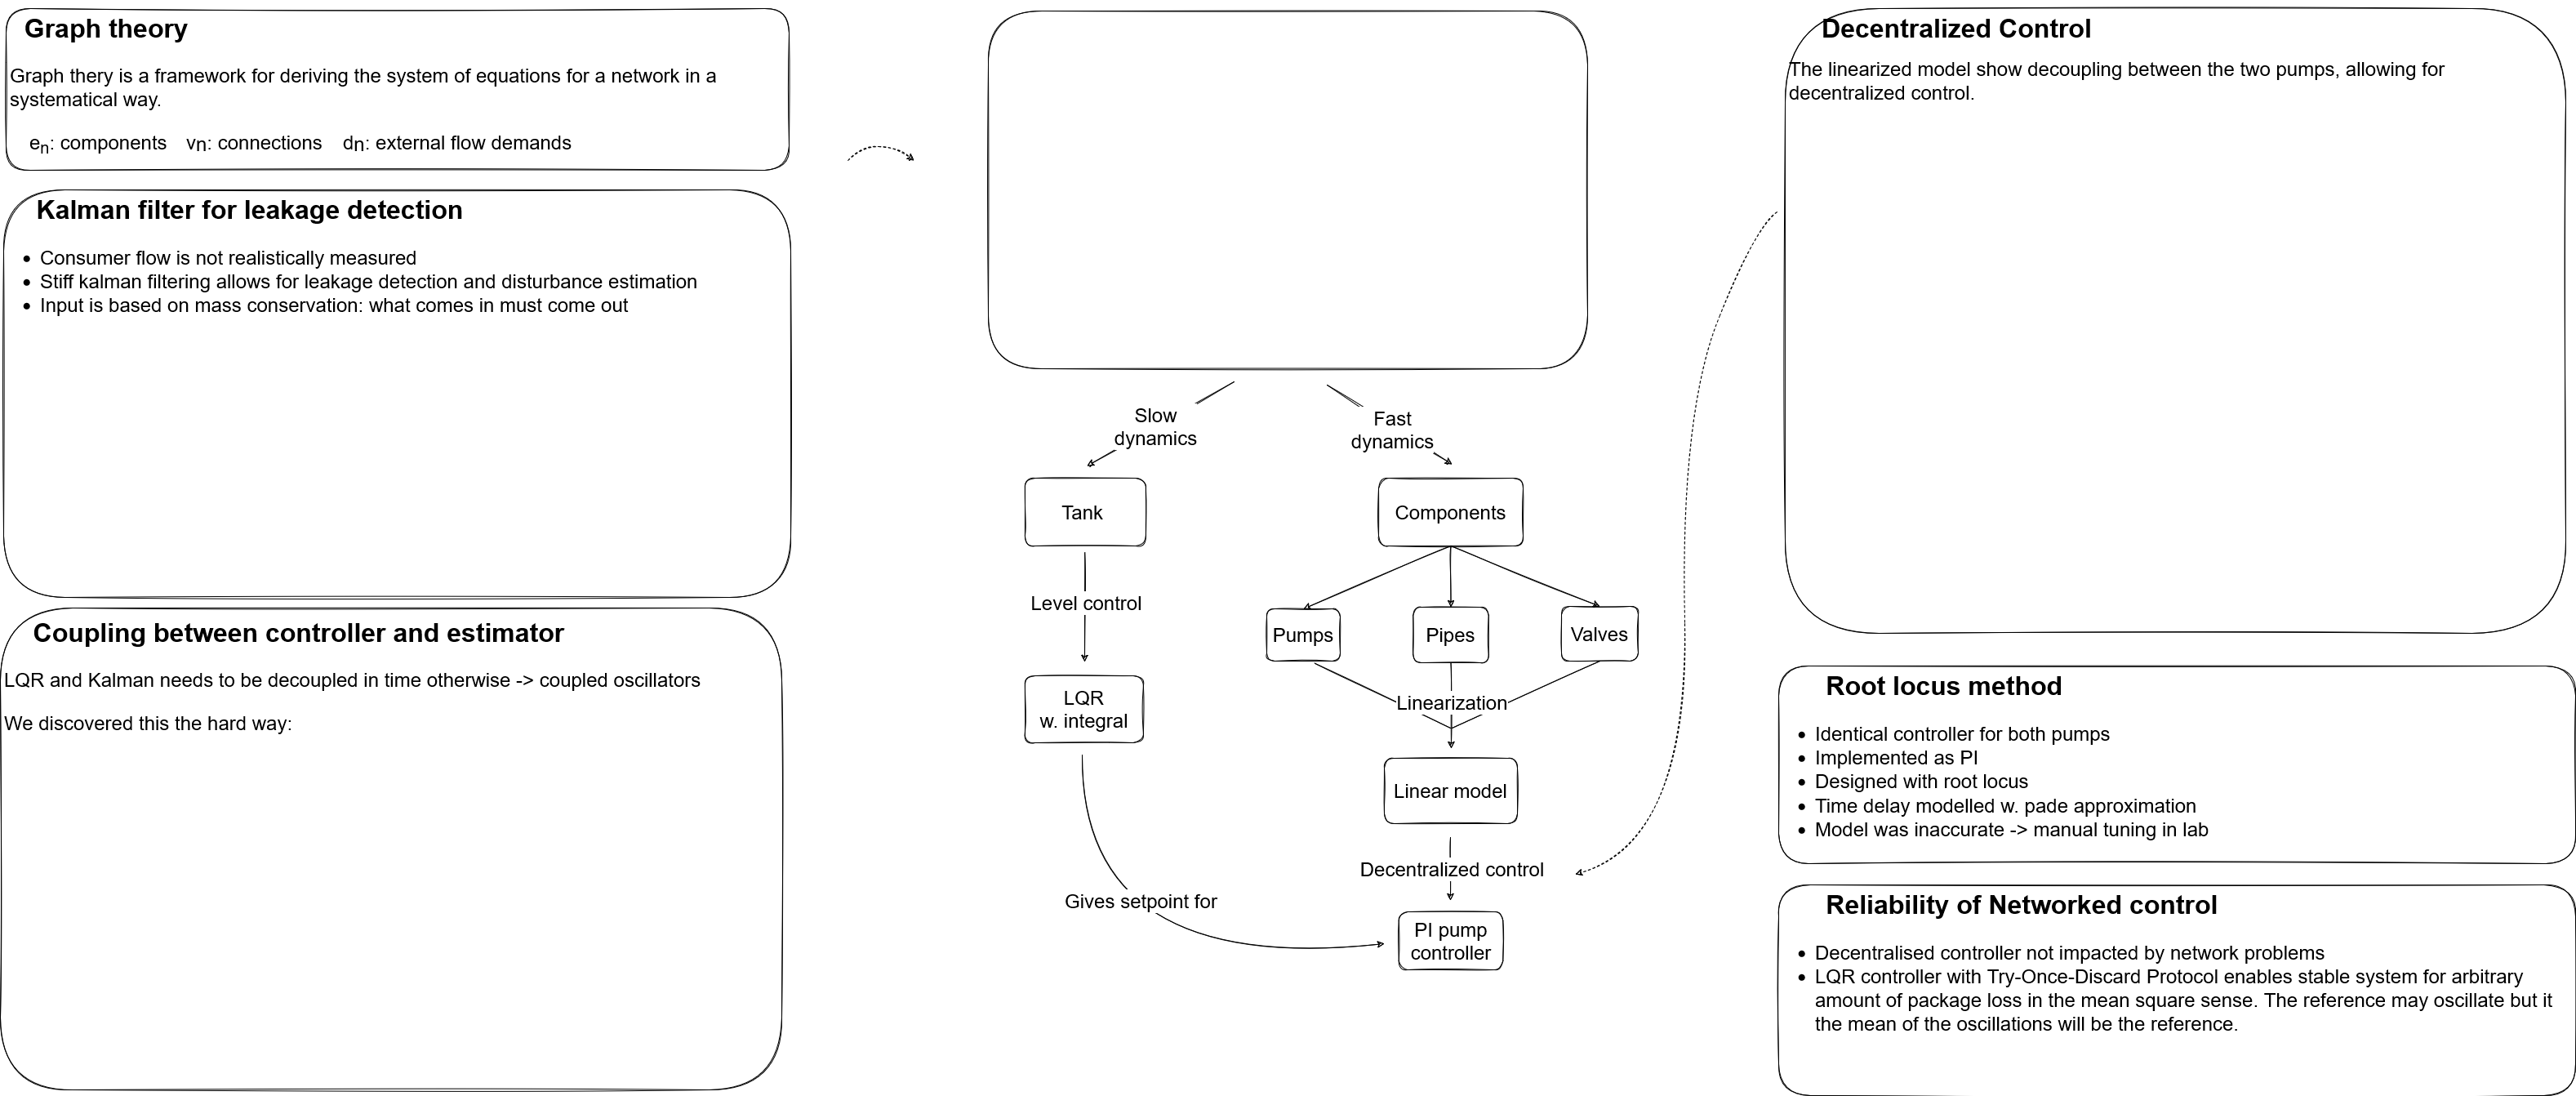 Graph theory
Graph thery is a framework for deriving the system of equations for a network in a
systematical way.
en: components vn: connections dn: external flow demands
Kalman filter for leakage detection
• Consumer flow is not realistically measured
• Stiff kalman filtering allows for leakage detection and disturbance estimation
• Input is based on mass conservation: what comes in must come out
Coupling between controller and estimator
LQR and Kalman needs to be decoupled in time otherwise -> coupled oscillators
We discovered this the hard way:
Slow
dynamics
Fast
dynamics
Tank
Components
Level control
Pumps
Pipes
Valves
LQR
w. integral
Linearization
Linear model
Decentralized control
Gives setpoint for
PI pump
controller
Decentralized Control
The linearized model show decoupling between the two pumps, allowing for
decentralized control.
Root locus method
• Identical controller for both pumps
• Implemented as PI
• Designed with root locus
• Time delay modelled w. pade approximation
• Model was inaccurate -> manual tuning in lab
Reliability of Networked control
• Decentralised controller not impacted by network problems
• LQR controller with Try-Once-Discard Protocol enables stable system for arbitrary
amount of package loss in the mean square sense. The reference may oscillate but it
the mean of the oscillations will be the reference.